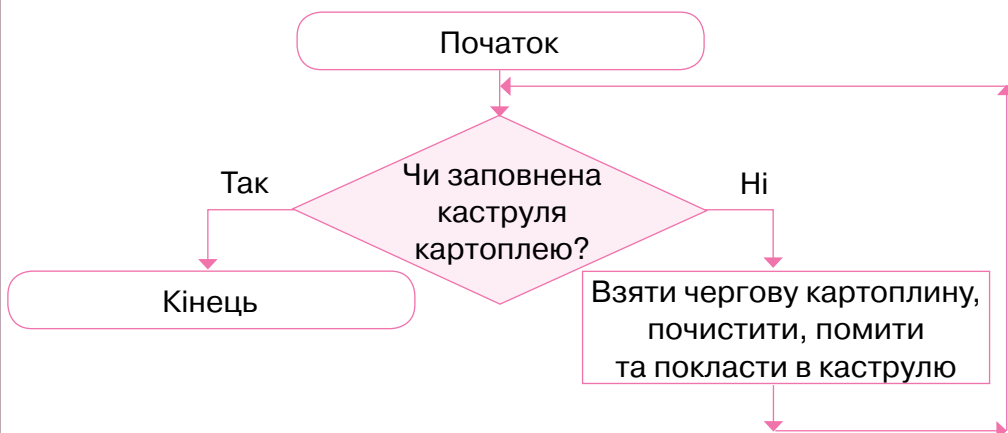 Початок
Так
Чи заповнена
каструля
картоплею?
Ні
Кінець
Взяти чергову картоплину,
почистити, помити
та покласти в каструлю